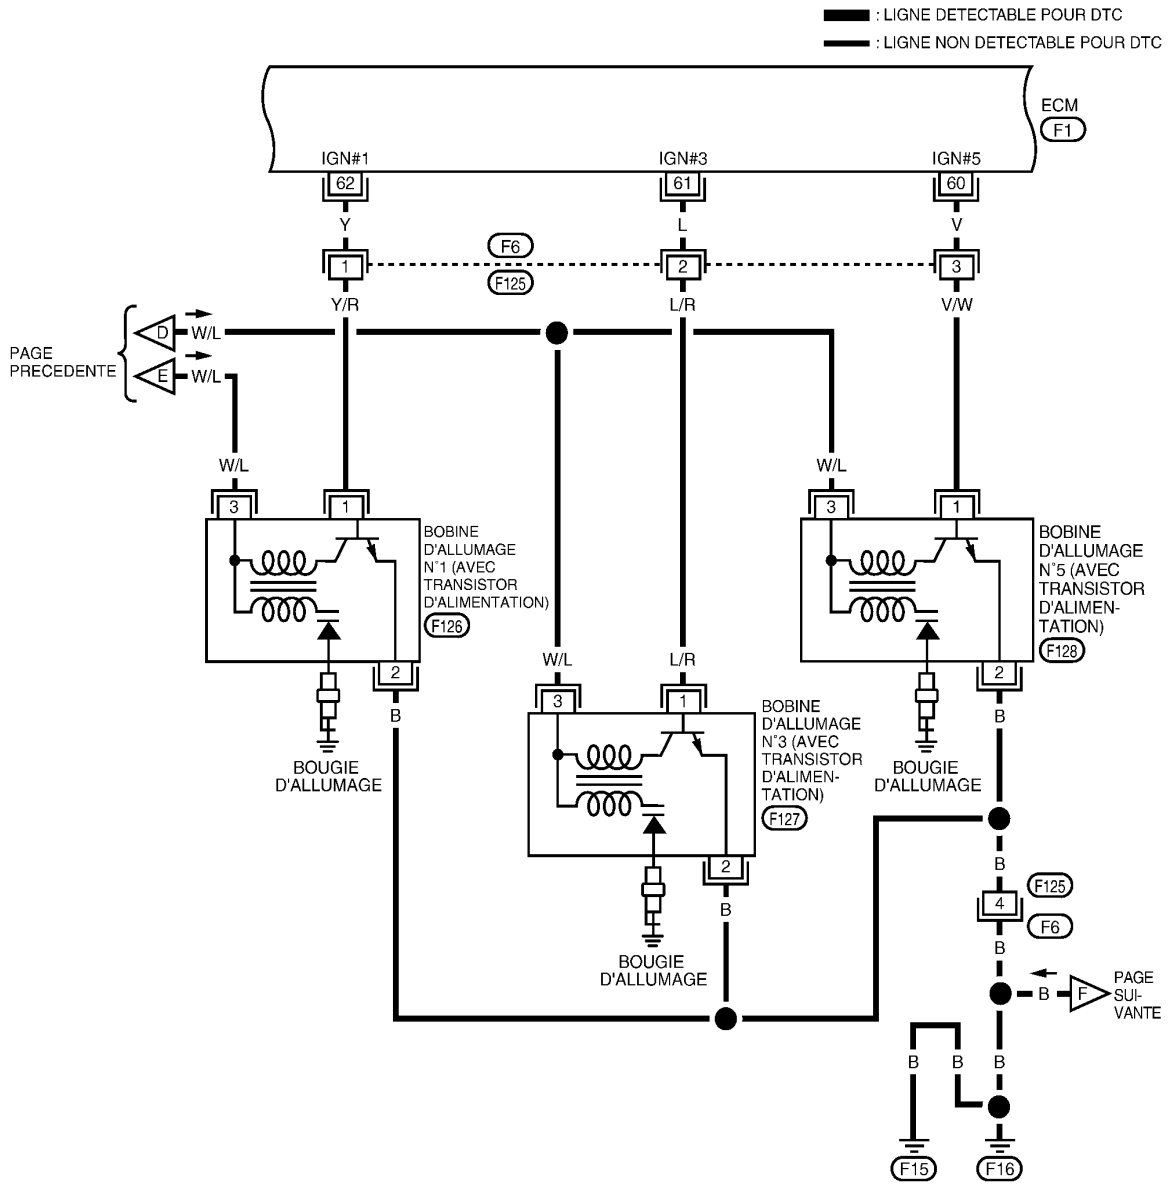 : LIGNE DETECTABLE POUR DTC
: LIGNE NON DETECTABLE POUR DTC
ECM
F1
IGN#1
IGN#3
IGN#5
62
61
60
Y
L
V
F6
1
2
3
F125
Y/R
L/R
V/W
PAGE
PRECEDENTE
D
W/L
E
W/L
W/L
W/L
3
1
3
1
BOBINE
D'ALLUMAGE
N°1 (AVEC
TRANSISTOR
D'ALIMENTATION)
F126
BOBINE
D'ALLUMAGE
N°5 (AVEC
TRANSISTOR
D'ALIMEN-
TATION)
F128
2
B
W/L
L/R
3
1
2
B
BOUGIE
D'ALLUMAGE
BOBINE
D'ALLUMAGE
N°3 (AVEC
TRANSISTOR
D'ALIMEN-
TATION)
F127
BOUGIE
D'ALLUMAGE
2
B
BOUGIE
D'ALLUMAGE
B
F125
4
F6
B
B
F
PAGE
SUI-
VANTE
B
B
B
F15
F16